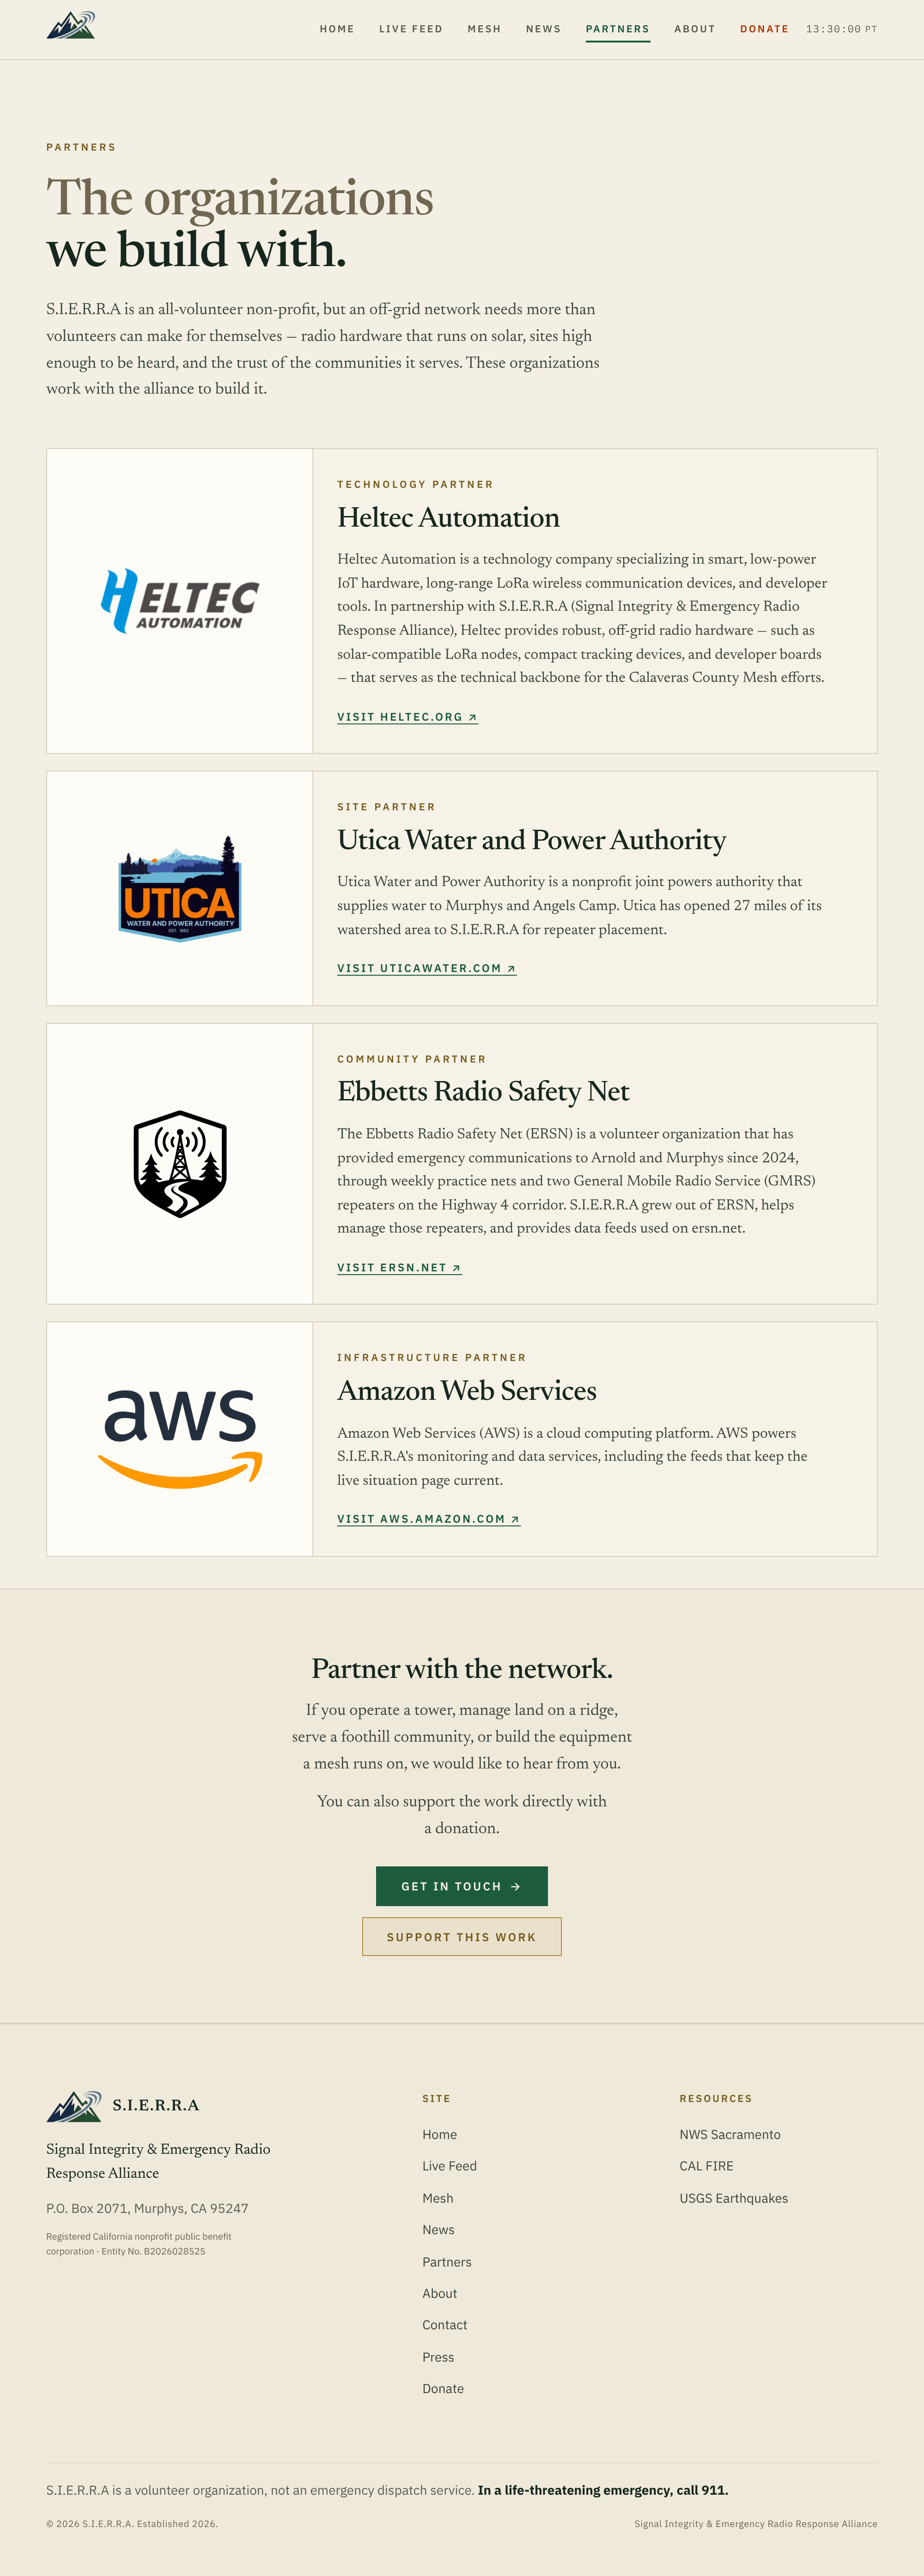 HOME LIVE FEED MESH NEWS PARTNERS ABOUT DONATE 13:30:00 PT
PARTNERS
The organizations
we build with.
S.I.E.R.R.A is an all-volunteer non-profit, but an off-grid network needs more than
volunteers can make for themselves — radio hardware that runs on solar, sites high
enough to be heard, and the trust of the communities it serves. These organizations
work with the alliance to build it.
HELTEC
AUTOMATION
TECHNOLOGY PARTNER
Heltec Automation
Heltec Automation is a technology company specializing in smart, low-power
IoT hardware, long-range LoRa wireless communication devices, and developer
tools. In partnership with S.I.E.R.R.A (Signal Integrity & Emergency Radio
Response Alliance), Heltec provides robust, off-grid radio hardware — such as
solar-compatible LoRa nodes, compact tracking devices, and developer boards
— that serves as the technical backbone for the Calaveras County Mesh efforts.
VISIT HELTEC.ORG ↗
UTICA
WATER AND POWER AUTHORITY
EST. 1852
SITE PARTNER
Utica Water and Power Authority
Utica Water and Power Authority is a nonprofit joint powers authority that
supplies water to Murphys and Angels Camp. Utica has opened 27 miles of its
watershed area to S.I.E.R.R.A for repeater placement.
VISIT UTICAWATER.COM ↗
COMMUNITY PARTNER
Ebbetts Radio Safety Net
The Ebbetts Radio Safety Net (ERSN) is a volunteer organization that has
provided emergency communications to Arnold and Murphys since 2024,
through weekly practice nets and two General Mobile Radio Service (GMRS)
repeaters on the Highway 4 corridor. S.I.E.R.R.A grew out of ERSN, helps
manage those repeaters, and provides data feeds used on ersn.net.
VISIT ERSN.NET ↗
aws
INFRASTRUCTURE PARTNER
Amazon Web Services
Amazon Web Services (AWS) is a cloud computing platform. AWS powers
S.I.E.R.R.A's monitoring and data services, including the feeds that keep the
live situation page current.
VISIT AWS.AMAZON.COM ↗
Partner with the network.
If you operate a tower, manage land on a ridge,
serve a foothill community, or build the equipment
a mesh runs on, we would like to hear from you.
You can also support the work directly with
a donation.
GET IN TOUCH →
SUPPORT THIS WORK
S.I.E.R.R.A
Signal Integrity & Emergency Radio
Response Alliance
P.O. Box 2071, Murphys, CA 95247
Registered California nonprofit public benefit
corporation · Entity No. B2026028525
SITE
Home
Live Feed
Mesh
News
Partners
About
Contact
Press
Donate
RESOURCES
NWS Sacramento
CAL FIRE
USGS Earthquakes
S.I.E.R.R.A is a volunteer organization, not an emergency dispatch service. In a life-threatening emergency, call 911.
© 2026 S.I.E.R.R.A. Established 2026.
Signal Integrity & Emergency Radio Response Alliance